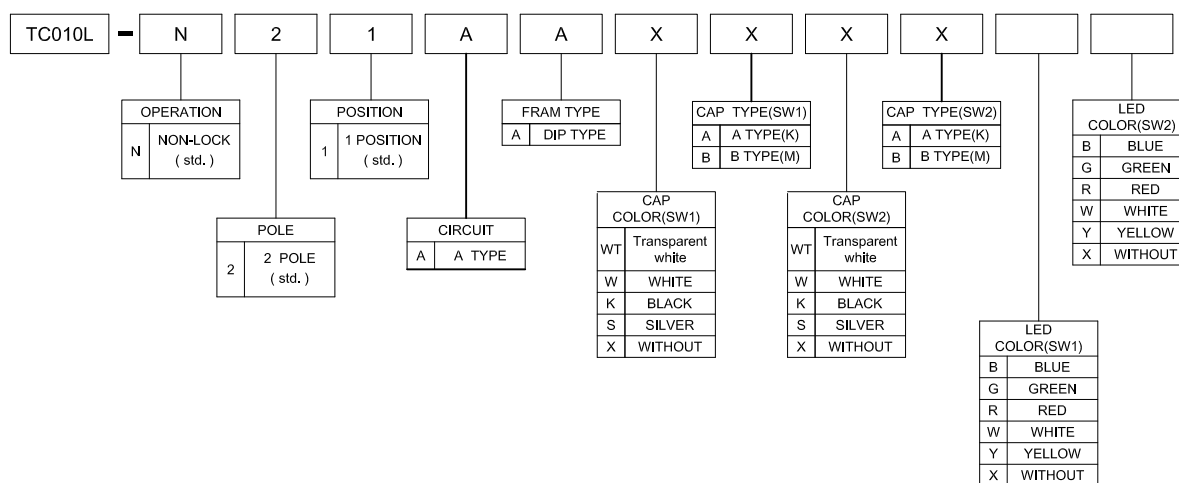 TC010L - N 2 1 A A X X X X
OPERATION
N NON-LOCK
( std. )
POLE
2 2 POLE
( std. )
POSITION
1 1 POSITION
( std. )
CIRCUIT
A A TYPE
FRAM TYPE
A DIP TYPE
CAP
COLOR(SW1)
WT Transparent
white
W WHITE
K BLACK
S SILVER
X WITHOUT
CAP TYPE(SW1)
A A TYPE(K)
B B TYPE(M)
CAP
COLOR(SW2)
WT Transparent
white
W WHITE
K BLACK
S SILVER
X WITHOUT
CAP TYPE(SW2)
A A TYPE(K)
B B TYPE(M)
LED
COLOR(SW1)
B BLUE
G GREEN
R RED
W WHITE
Y YELLOW
X WITHOUT
LED
COLOR(SW2)
B BLUE
G GREEN
R RED
W WHITE
Y YELLOW
X WITHOUT